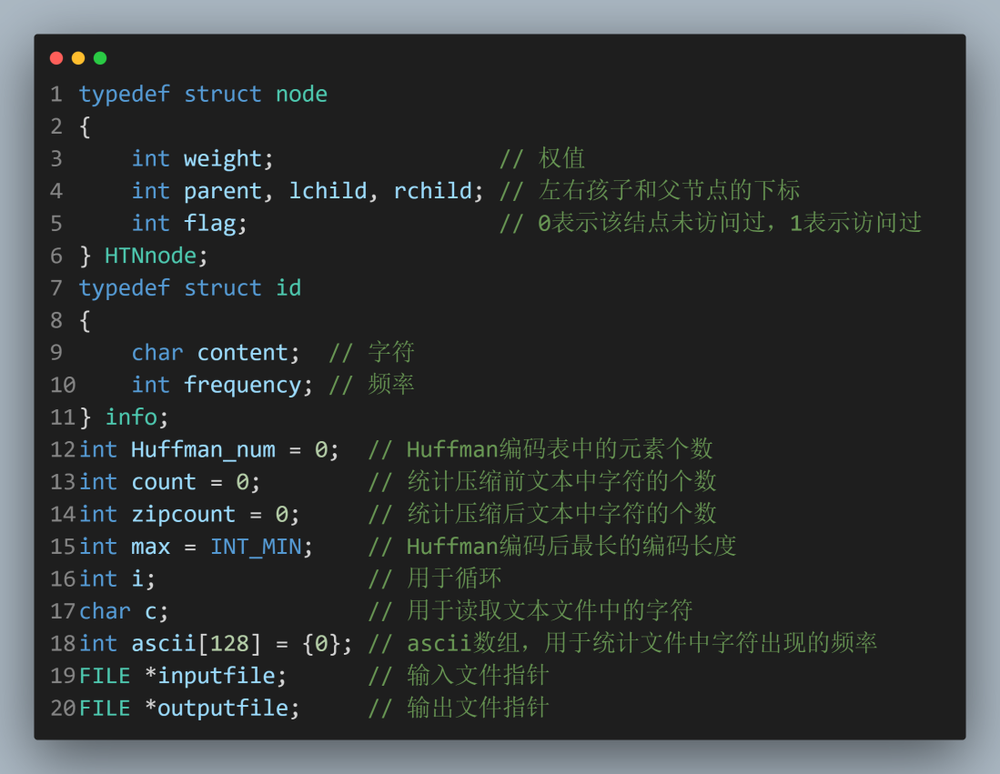 1 typedef struct node
2 {
3     int weight;                 // 权值
4     int parent, lchild, rchild; // 左右孩子和父节点的下标
5     int flag;                   // 0表示该结点未访问过，1表示访问过
6 } HTNnode;
7 typedef struct id
8 {
9     char content;  // 字符
10    int frequency; // 频率
11} info;
12int Huffman_num = 0;  // Huffman编码表中的元素个数
13int count = 0;        // 统计压缩前文本中字符的个数
14int zipcount = 0;     // 统计压缩后文本中字符的个数
15int max = INT_MIN;    // Huffman编码后最长的编码长度
16int i;                // 用于循环
17char c;               // 用于读取文本文件中的字符
18int ascii[128] = {0}; // ascii数组，用于统计文件中字符出现的频率
19FILE *inputfile;      // 输入文件指针
20FILE *outputfile;     // 输出文件指针